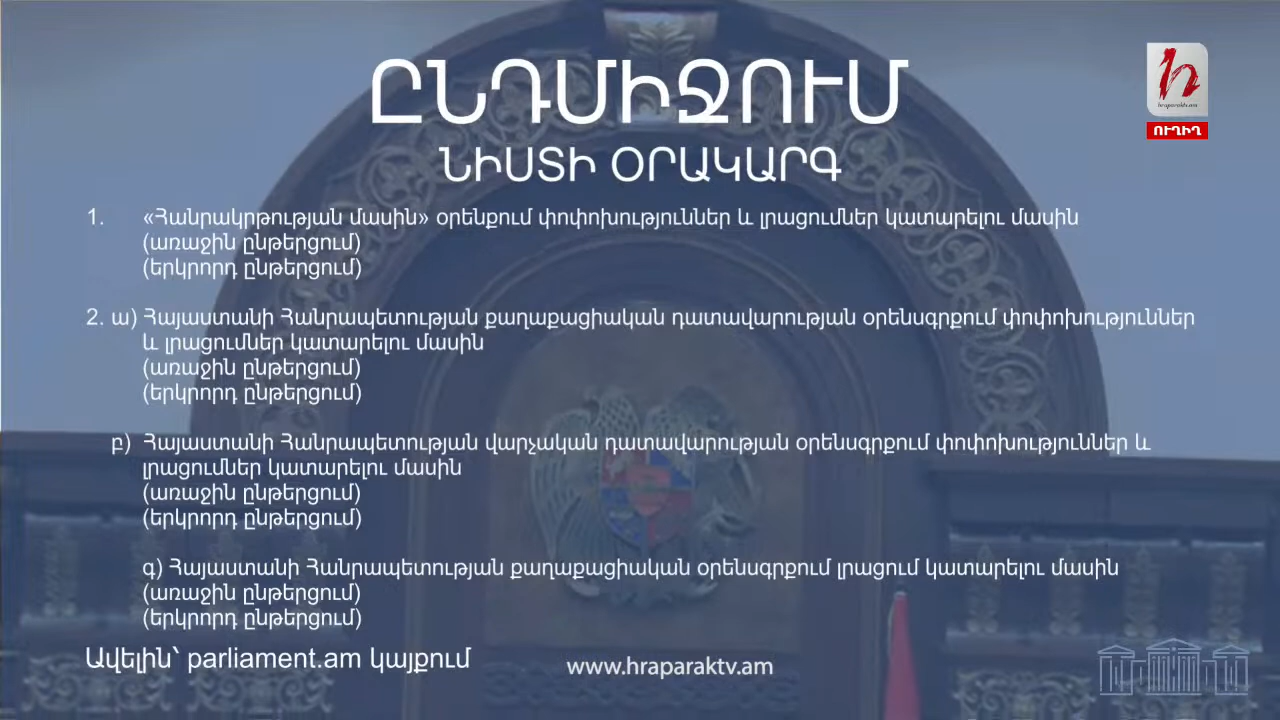 ԸՆԴՄԻՋՈՒՄ
ՆԻՍՏԻ ՕՐԱԿԱՐԳ
hraparaktv.am
ՈՒՂԻՂ
1. «Հանրակրթության մասին» օրենքում փոփոխություններ և լրացումներ կատարելու մասին
(առաջին ընթերցում)
(երկրորդ ընթերցում)
2. ա) Հայաստանի Հանրապետության քաղաքացիական դատավարության օրենսգրքում փոփոխություններ
և լրացումներ կատարելու մասին
(առաջին ընթերցում)
(երկրորդ ընթերցում)
բ) Հայաստանի Հանրապետության վարչական դատավարության օրենսգրքում փոփոխություններ և
լրացումներ կատարելու մասին
(առաջին ընթերցում)
(երկրորդ ընթերցում)
գ) Հայաստանի Հանրապետության քաղաքացիական օրենսգրքում լրացում կատարելու մասին
(առաջին ընթերցում)
(երկրորդ ընթերցում)
Ավելին՝ parliament.am կայքում
www.hraparaktv.am